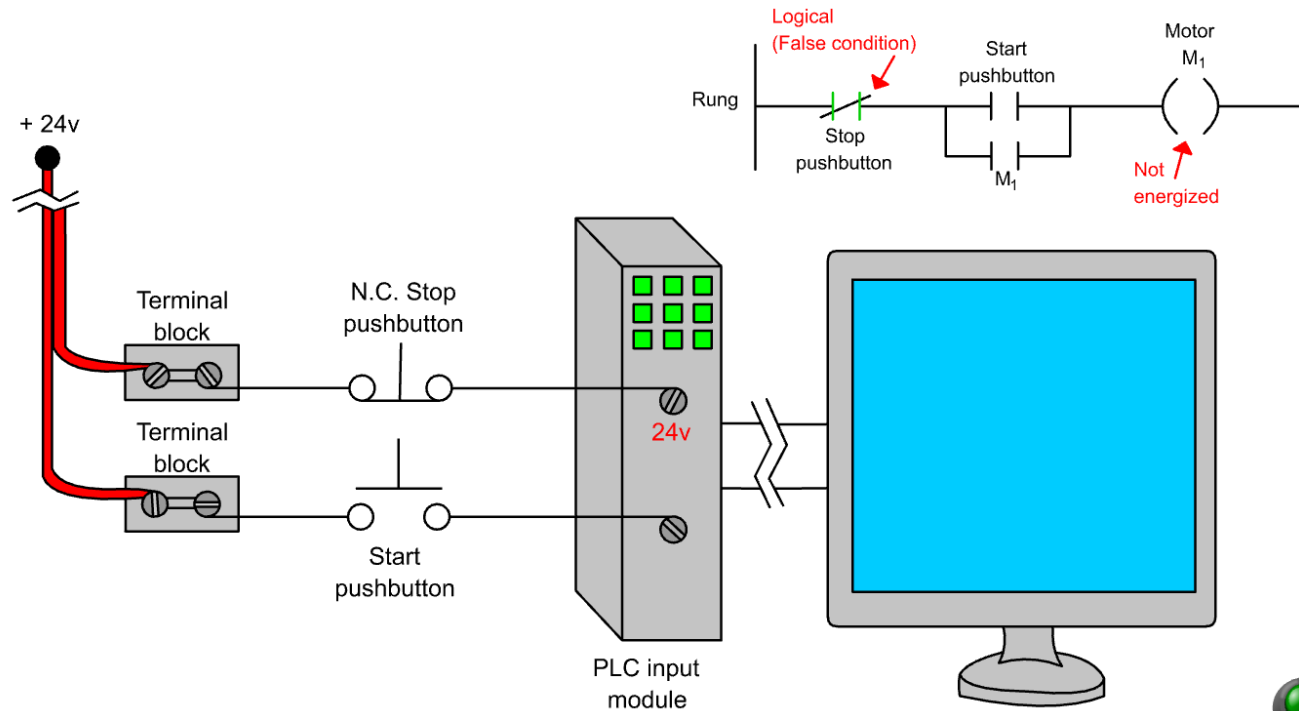 Logical
(False condition)
Start
pushbutton
Motor
M₁
Rung
Stop
pushbutton
M₁
Not
energized
+ 24v
Terminal
block
N.C. Stop
pushbutton
24v
Terminal
block
Start
pushbutton
PLC input
module